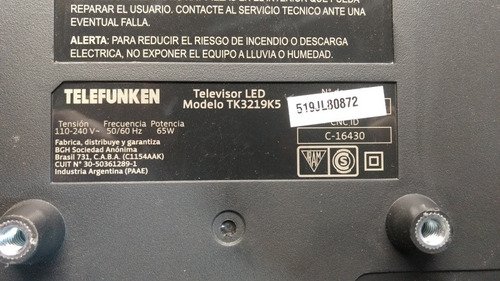 REPARAR EL USUARIO. CONTACTE AL SERVICIO TECNICO ANTE UNA
EVENTUAL FALLA.
ALERTA: PARA REDUCIR EL RIESGO DE INCENDIO O DESCARGA
ELECTRICA, NO EXPONER EL EQUIPO A LLUVIA O HUMEDAD.
TELEFUNKEN
Televisor LED
Modelo TK3219K5
519JL80872
Tensión Frecuencia Potencia
110-240 V~ 50/60 Hz 65W
CNC ID
C-16430
Fabrica, distribuye y garantiza
BGH Sociedad Anónima
Brasil 731, C.A.B.A. (C1154AAK)
CUIT N° 30-50361289-1
Industria Argentina (PAAE)